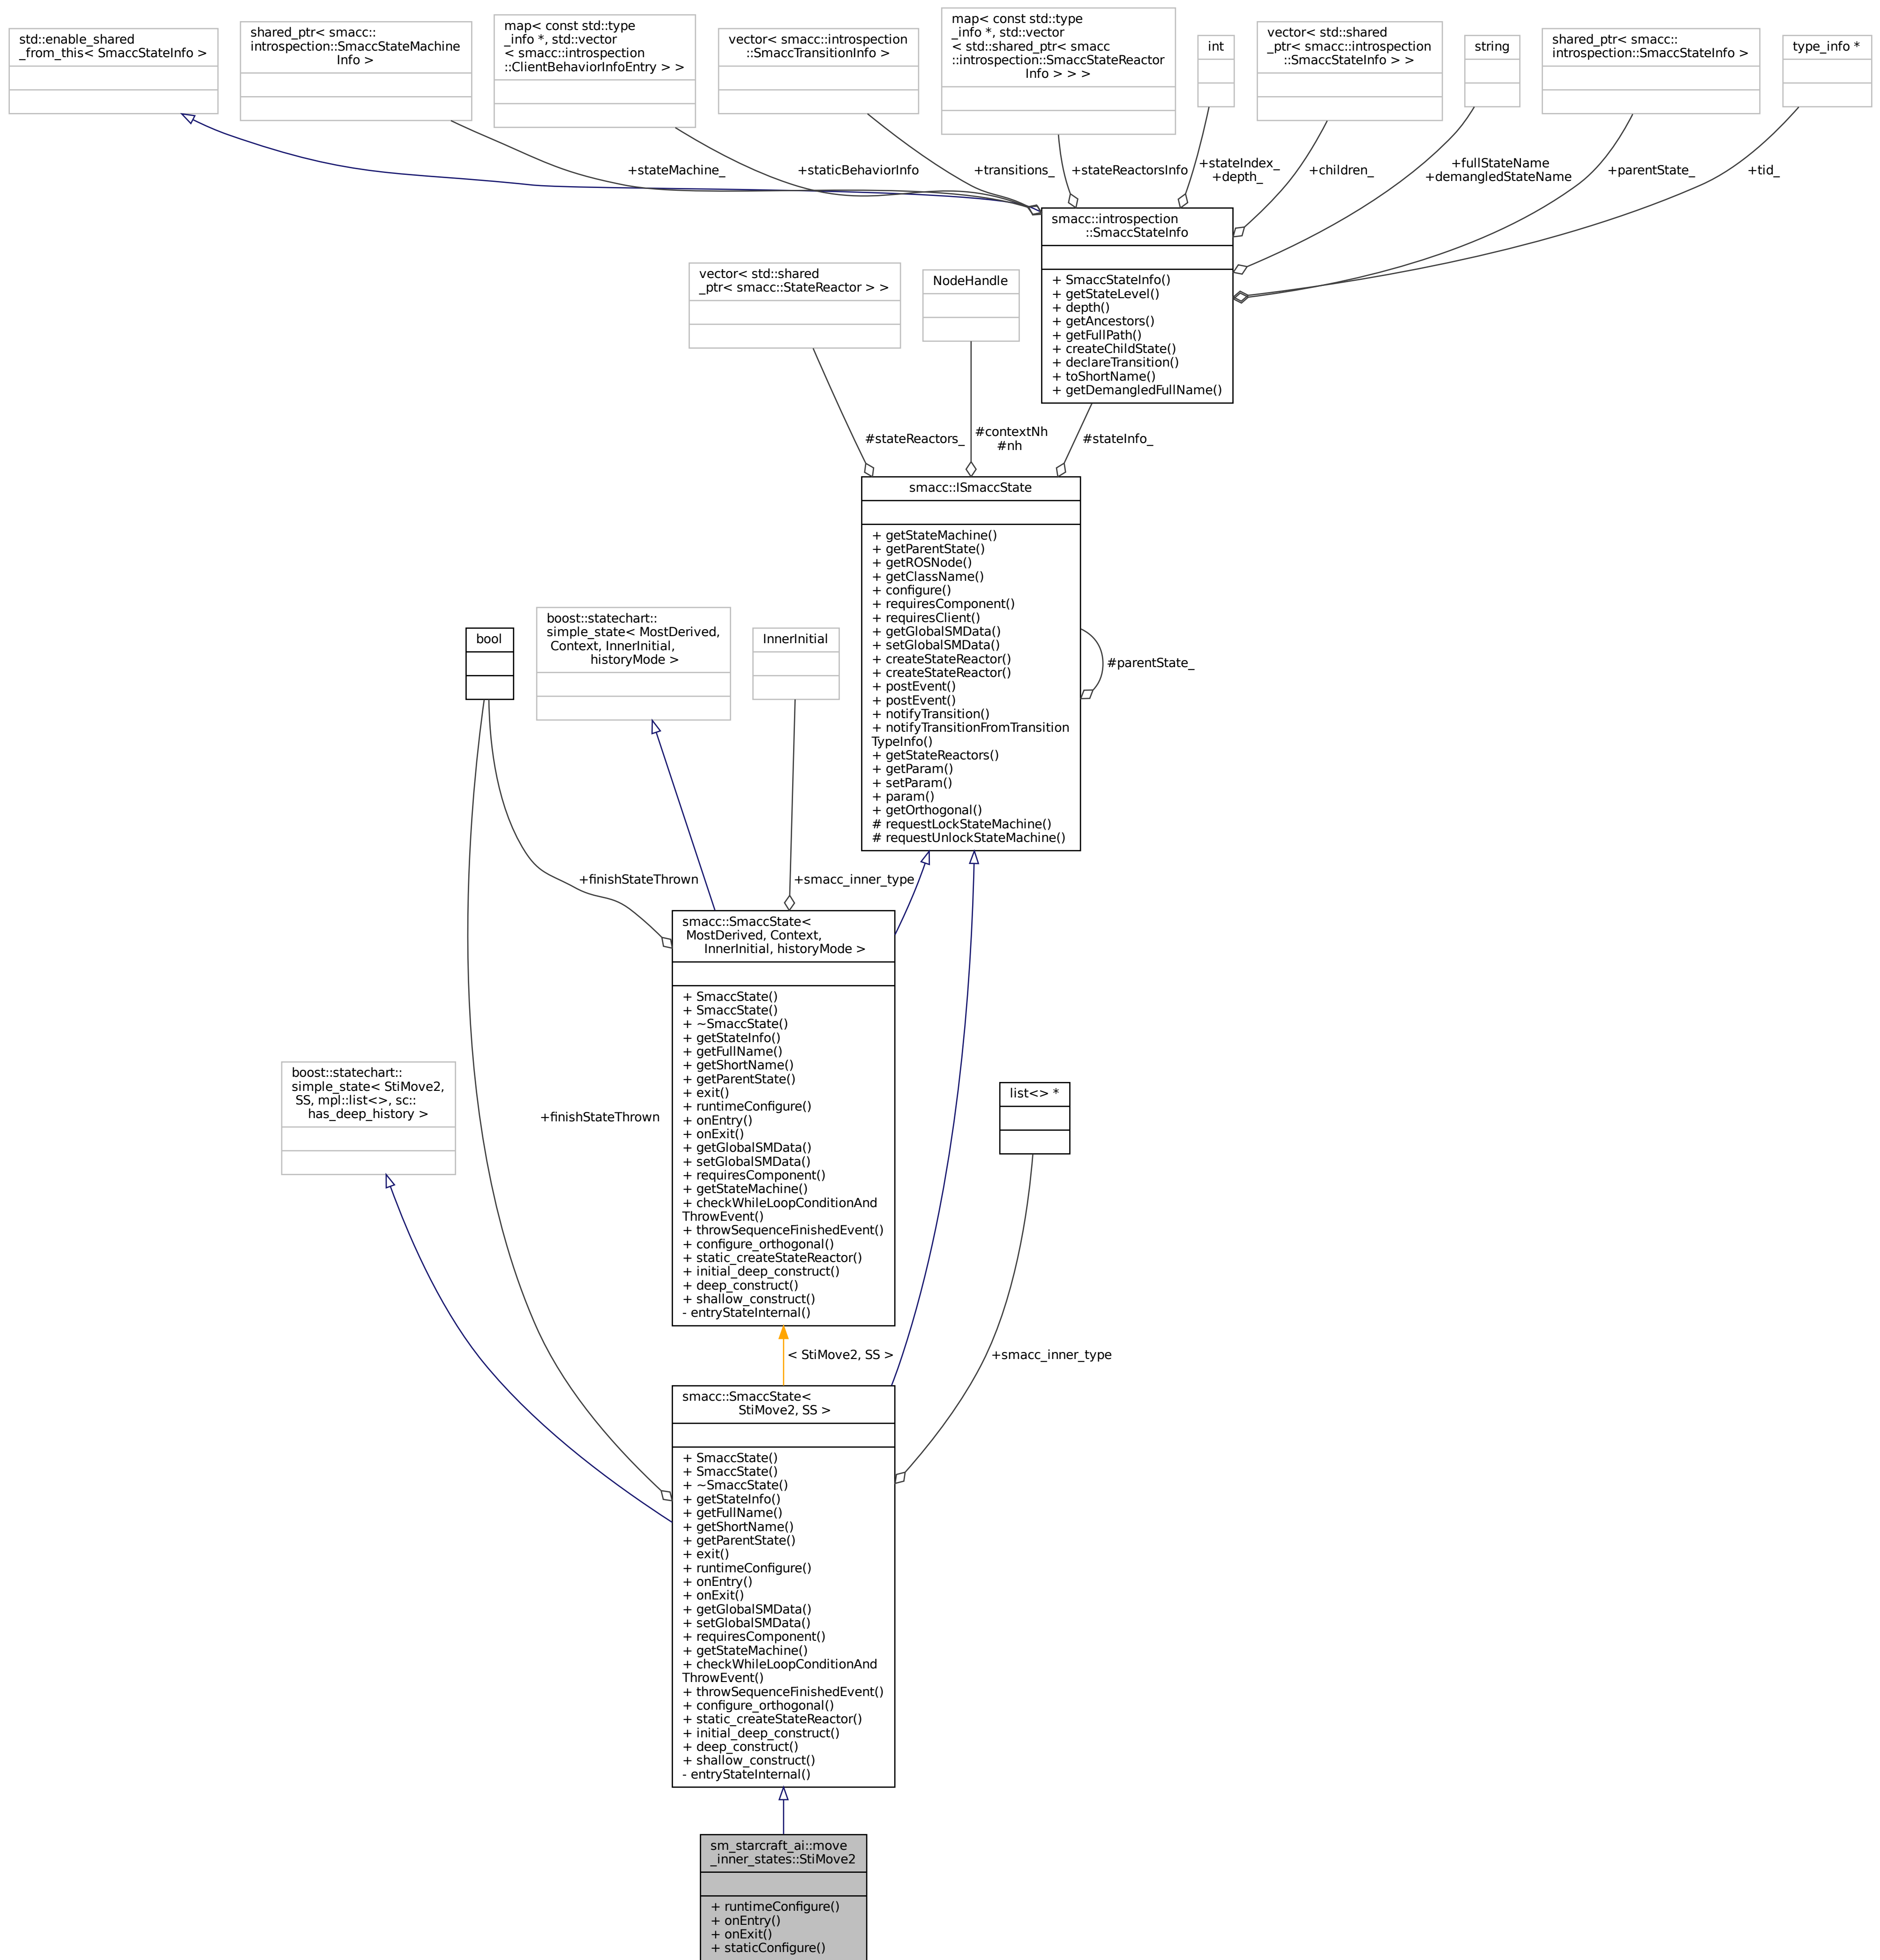 std::enable_shared
_from_this< SmaccStateInfo >
shared_ptr< smacc::
introspection::SmaccStateMachine
Info >
map< const std::type
_info *, std::vector
< smacc::introspection
::ClientBehaviorInfoEntry > >
vector< smacc::introspection
::SmaccTransitionInfo >
map< const std::type
_info *, std::vector
< std::shared_ptr< smacc
::introspection::SmaccStateReactor
Info > > >
int
vector< std::shared
_ptr< smacc::introspection
::SmaccStateInfo > >
string
shared_ptr< smacc::
introspection::SmaccStateInfo >
type_info *
+stateMachine_
+staticBehaviorInfo
+transitions_
+stateReactorsInfo
+stateIndex_
+depth_
+children_
+fullStateName
+demangledStateName
+parentState_
+tid_
smacc::introspection
::SmaccStateInfo
+ SmaccStateInfo()
+ getStateLevel()
+ depth()
+ getAncestors()
+ getFullPath()
+ createChildState()
+ declareTransition()
+ toShortName()
+ getDemangledFullName()
vector< std::shared
_ptr< smacc::StateReactor > >
NodeHandle
#stateReactors_
#contextNh
#nh
#stateInfo_
smacc::ISmaccState
+ getStateMachine()
+ getParentState()
+ getROSNode()
+ getClassName()
+ configure()
+ requiresComponent()
+ requiresClient()
+ getGlobalSMData()
+ setGlobalSMData()
+ createStateReactor()
+ createStateReactor()
+ postEvent()
+ postEvent()
+ notifyTransition()
+ notifyTransitionFromTransition
TypeInfo()
+ getStateReactors()
+ getParam()
+ setParam()
+ param()
+ getOrthogonal()
# requestLockStateMachine()
# requestUnlockStateMachine()
#parentState_
bool
boost::statechart::
simple_state< MostDerived,
Context, InnerInitial,
historyMode >
InnerInitial
+finishStateThrown
+smacc_inner_type
smacc::SmaccState<
MostDerived, Context,
InnerInitial, historyMode >
+ SmaccState()
+ SmaccState()
+ ~SmaccState()
+ getStateInfo()
+ getFullName()
+ getShortName()
+ getParentState()
+ exit()
+ runtimeConfigure()
+ onEntry()
+ onExit()
+ getGlobalSMData()
+ setGlobalSMData()
+ requiresComponent()
+ getStateMachine()
+ checkWhileLoopConditionAnd
ThrowEvent()
+ throwSequenceFinishedEvent()
+ configure_orthogonal()
+ static_createStateReactor()
+ initial_deep_construct()
+ deep_construct()
+ shallow_construct()
- entryStateInternal()
boost::statechart::
simple_state< StiMove2,
SS, mpl::list<>, sc::
has_deep_history >
+finishStateThrown
list<> *
< StiMove2, SS >
+smacc_inner_type
smacc::SmaccState<
StiMove2, SS >
+ SmaccState()
+ SmaccState()
+ ~SmaccState()
+ getStateInfo()
+ getFullName()
+ getShortName()
+ getParentState()
+ exit()
+ runtimeConfigure()
+ onEntry()
+ onExit()
+ getGlobalSMData()
+ setGlobalSMData()
+ requiresComponent()
+ getStateMachine()
+ checkWhileLoopConditionAnd
ThrowEvent()
+ throwSequenceFinishedEvent()
+ configure_orthogonal()
+ static_createStateReactor()
+ initial_deep_construct()
+ deep_construct()
+ shallow_construct()
- entryStateInternal()
sm_starcraft_ai::move
_inner_states::StiMove2
+ runtimeConfigure()
+ onEntry()
+ onExit()
+ staticConfigure()